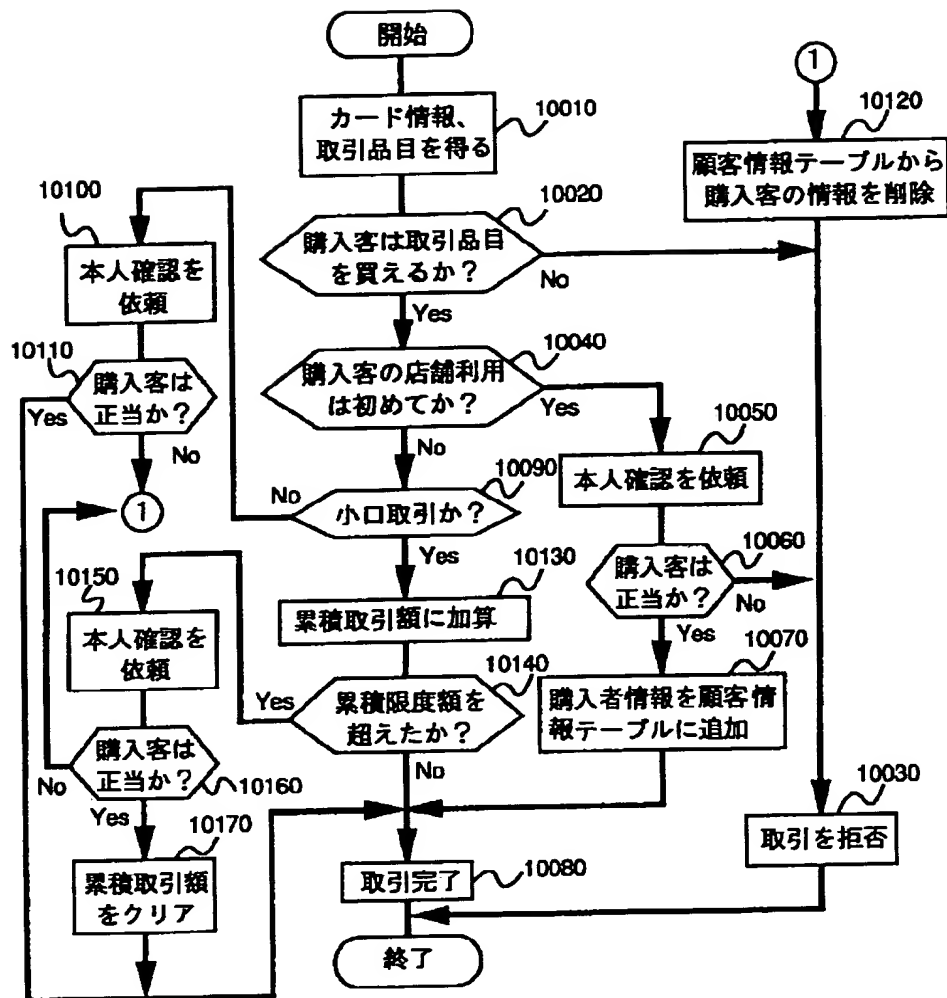 開始
カード情報、
取引品目を得る
10010
購入客は取引品目
を買えるか？
10020
No
Yes
購入客の店舗利用
は初めてか？
10040
Yes
No
小口取引か？
10090
No
Yes
累積取引額に加算
10130
累積限度額を
超えたか？
10140
Yes
No
取引完了
10080
終了
10100
本人確認を
依頼
10110
購入客は
正当か？
Yes
No
1
10150
本人確認を
依頼
購入客は
正当か？
10160
No
Yes
10170
累積取引額
をクリア
10050
本人確認を依頼
10060
購入客は
正当か？
No
Yes
10070
購入者情報を顧客情
報テーブルに追加
1
10120
顧客情報テーブルから
購入客の情報を削除
10030
取引を拒否